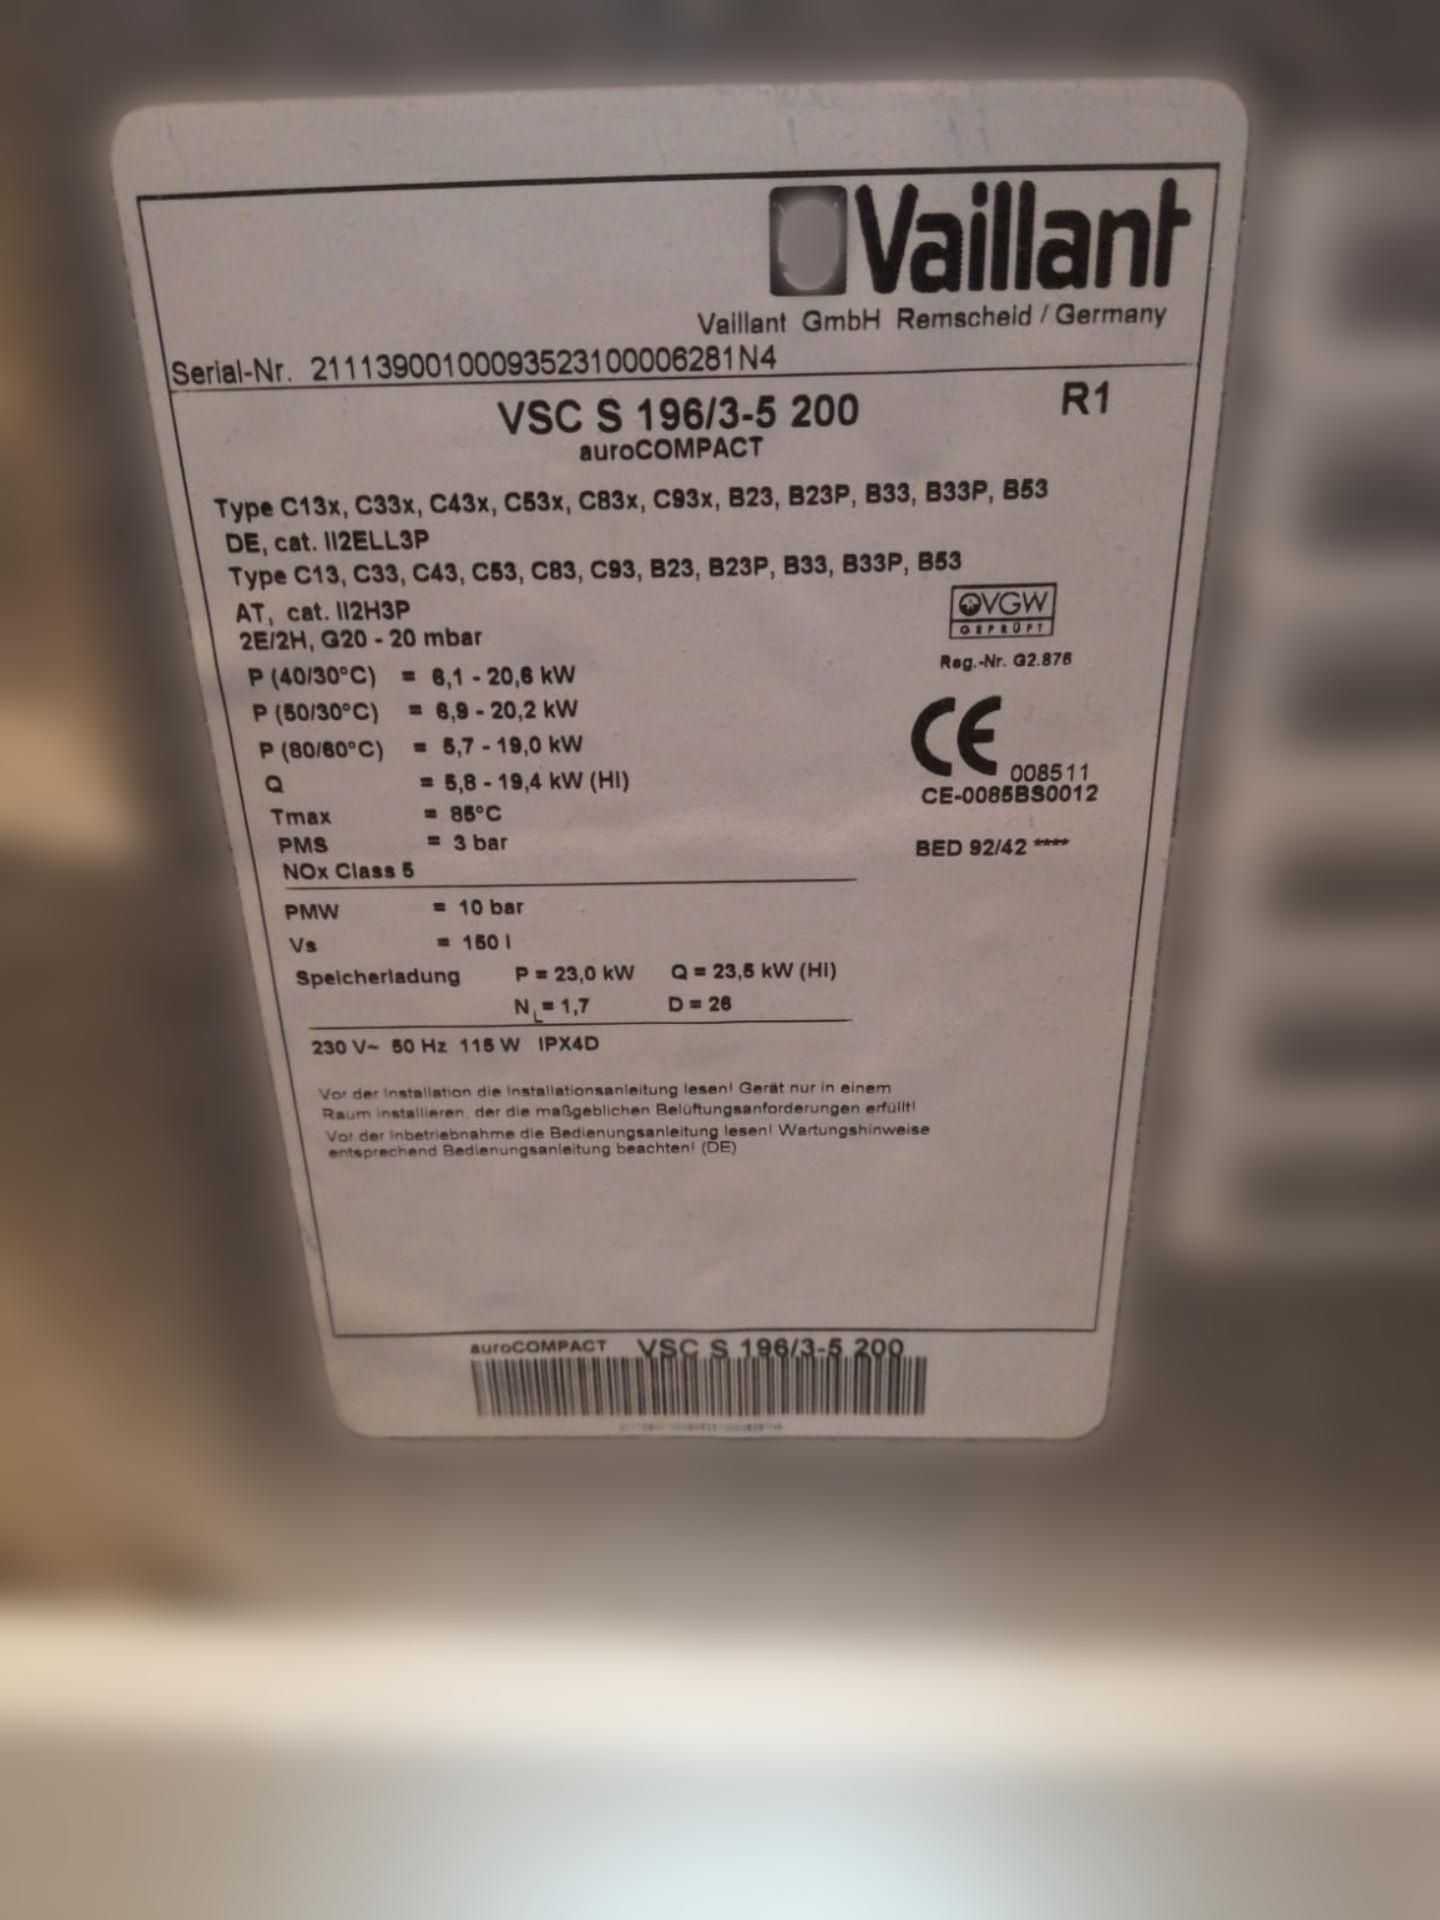 Vaillant
Vaillant GmbH Remscheid / Germany
Serial-Nr. 21113900100093523100006281N4
VSC S 196/3-5 200 R1
auroCOMPACT
Type C13x, C33x, C43x, C53x, C83x, C93x, B23, B23P, B33, B33P, B53
DE, cat. II2ELL3P
Type C13, C33, C43, C53, C83, C93, B23, B23P, B33, B33P, B53
AT, cat. II2H3P
2E/2H, G20 - 20 mbar
DVGW
GEPRÜFT
Reg.-Nr. G2.876
P (40/30°C) = 6,1 - 20,6 kW
P (50/30°C) = 6,9 - 20,2 kW
P (80/60°C) = 5,7 - 19,0 kW
Q = 5,8 - 19,4 kW (Hi)
Tmax = 85°C
PMS = 3 bar
NOx Class 5
CE 008511
CE-0085BS0012
BED 92/42 ****
PMW = 10 bar
Vs = 150 l
Speicherladung P = 23,0 kW Q = 23,5 kW (Hi)
NL = 1,7 D = 26
230 V~ 50 Hz 115 W IPX4D
Vor der Installation die Installationsanleitung lesen! Gerät nur in einem
Raum installieren, der die maßgeblichen Belüftungsanforderungen erfüllt!
Vor der Inbetriebnahme die Bedienungsanleitung lesen! Wartungshinweise
entsprechend Bedienungsanleitung beachten! (DE)
auroCOMPACT VSC S 196/3-5 200